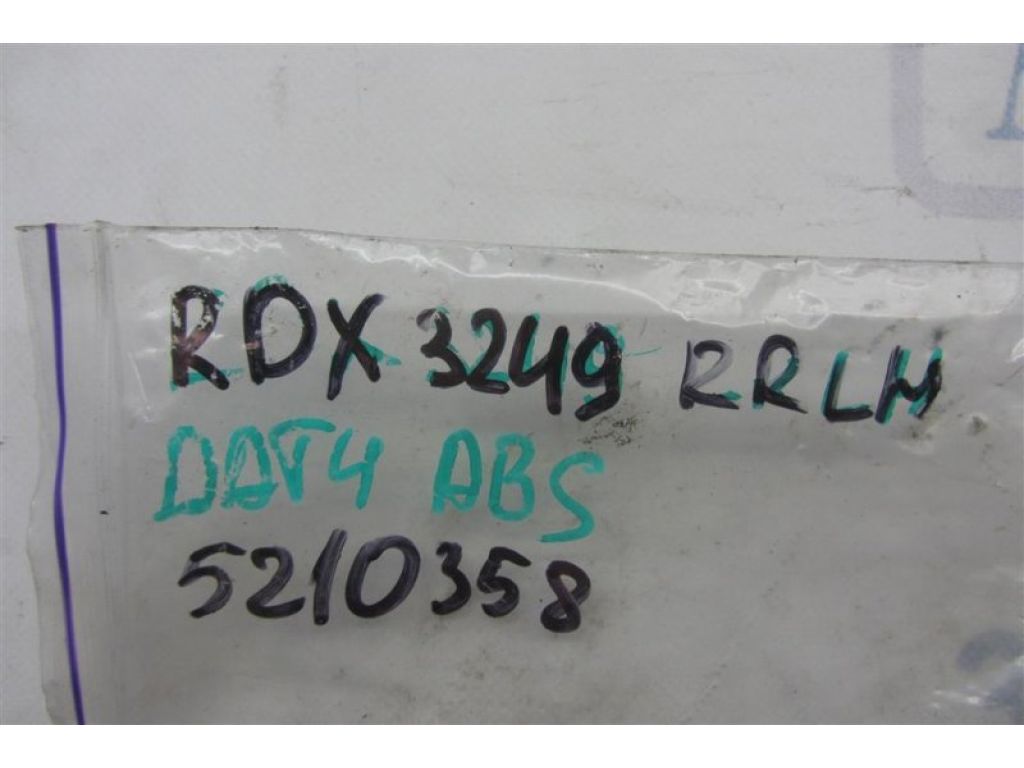 RDX 3249 RRLH
DAT4 ABS
5210358